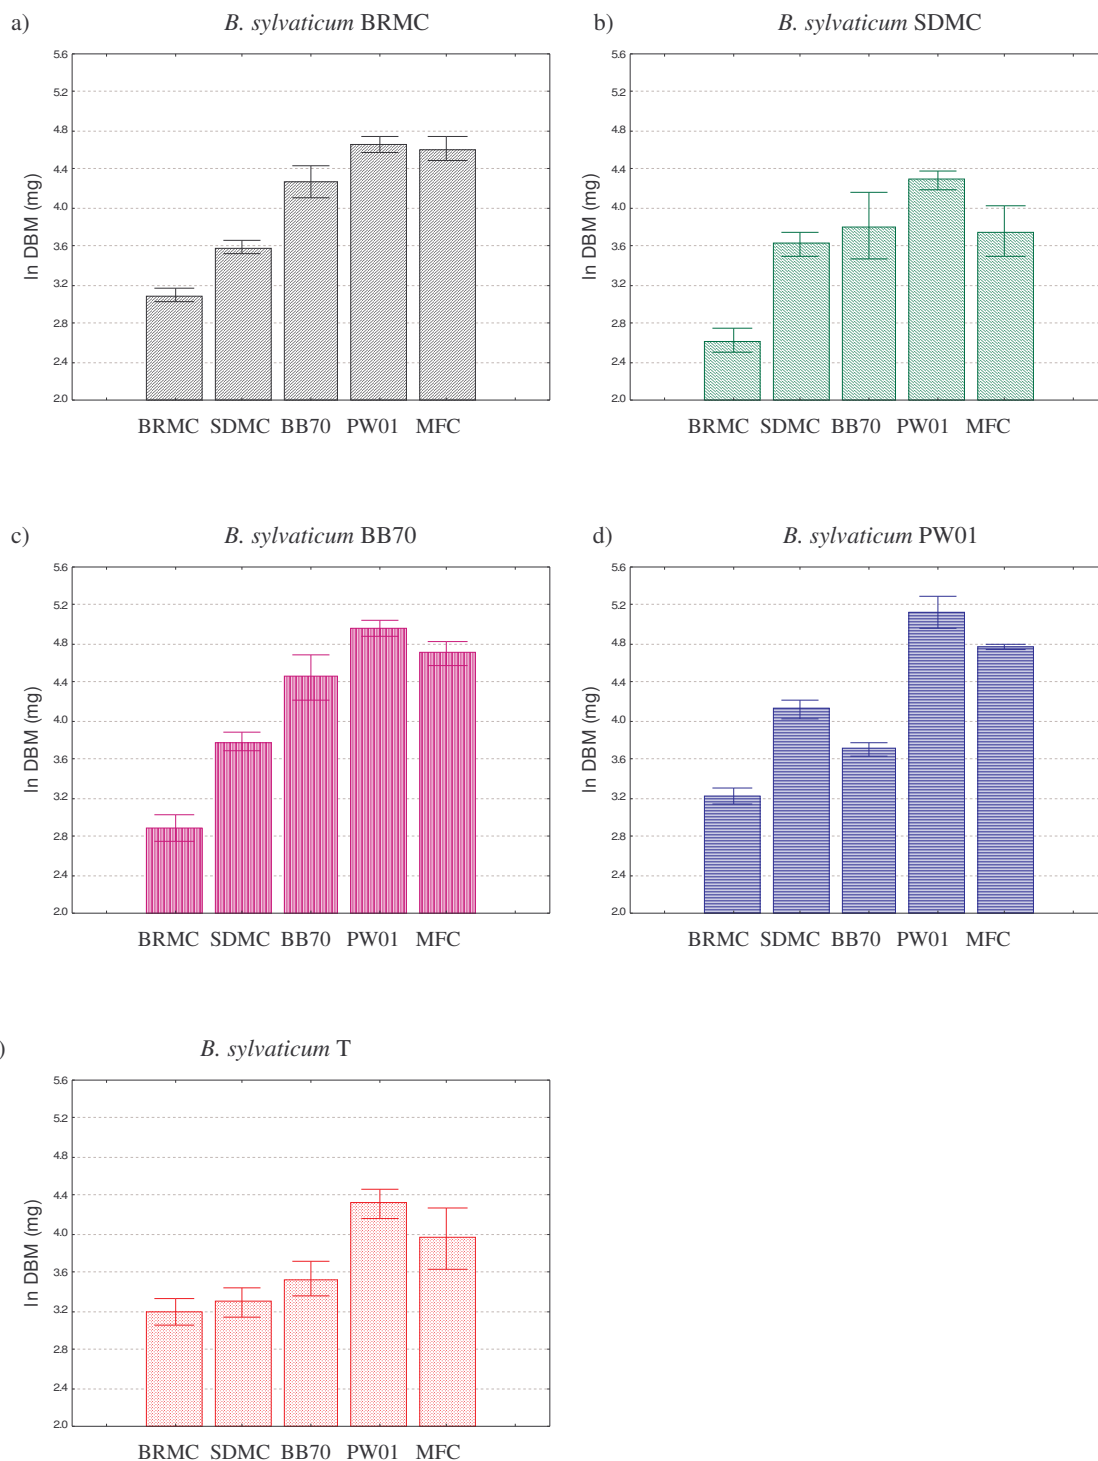 a)
B. sylvaticum BRMC
5.6
5.2
4.8
4.4
4.0
3.6
3.2
2.8
2.4
2.0
ln DBM (mg)
BRMC SDMC BB70 PW01 MFC
b)
B. sylvaticum SDMC
5.6
5.2
4.8
4.4
4.0
3.6
3.2
2.8
2.4
2.0
ln DBM (mg)
BRMC SDMC BB70 PW01 MFC
c)
B. sylvaticum BB70
5.6
5.2
4.8
4.4
4.0
3.6
3.2
2.8
2.4
2.0
ln DBM (mg)
BRMC SDMC BB70 PW01 MFC
d)
B. sylvaticum PW01
5.6
5.2
4.8
4.4
4.0
3.6
3.2
2.8
2.4
2.0
ln DBM (mg)
BRMC SDMC BB70 PW01 MFC
)
B. sylvaticum T
5.6
5.2
4.8
4.4
4.0
3.6
3.2
2.8
2.4
2.0
ln DBM (mg)
BRMC SDMC BB70 PW01 MFC